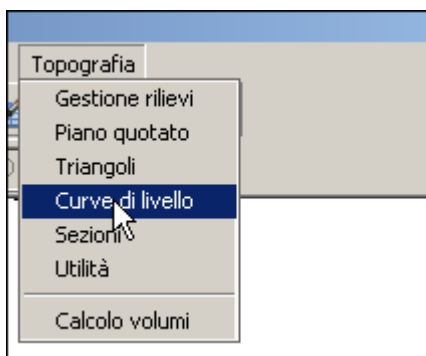 Topografia
Gestione rilievi
Piano quotato
Triangoli
Curve di livello
Sezioni
Utilità
Calcolo volumi